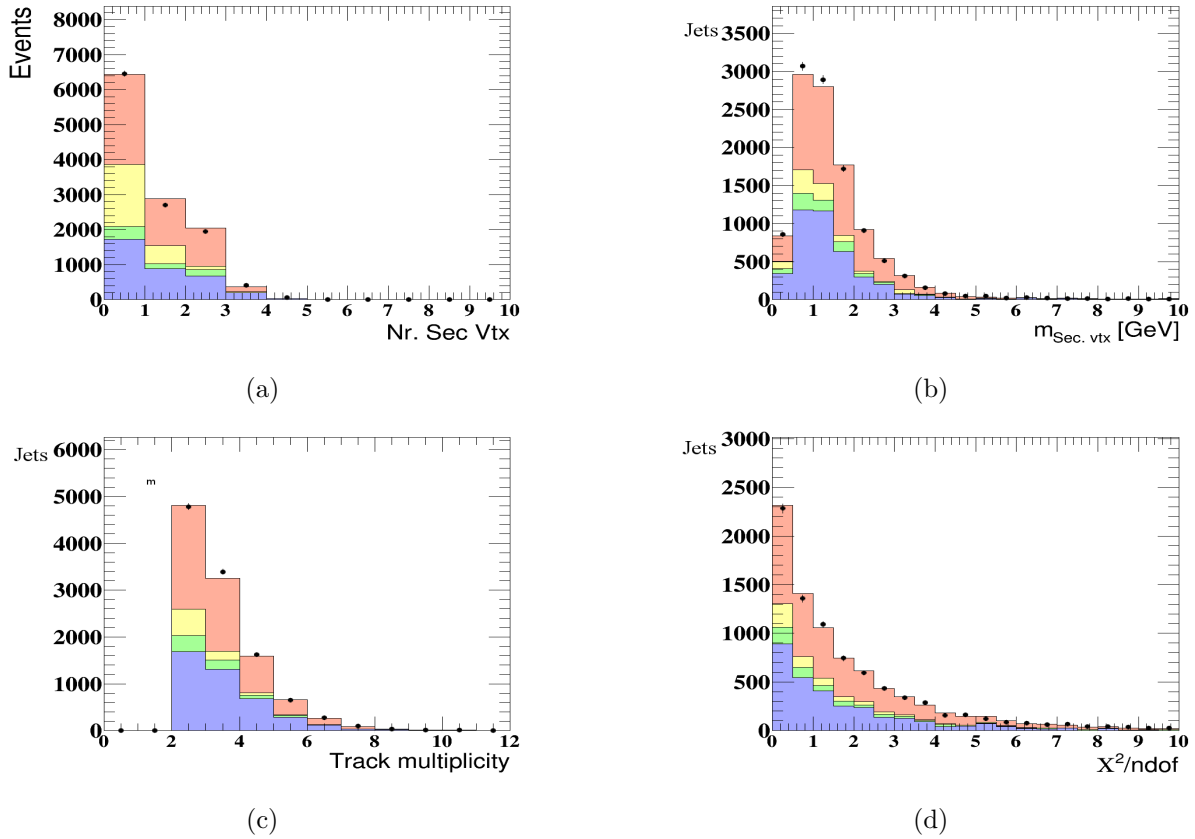 Events
8000
7000
6000
5000
4000
3000
2000
1000
0
0 1 2 3 4 5 6 7 8 9 10
Nr. Sec Vtx
(a)
Jets
3500
3000
2500
2000
1500
1000
500
0
0 1 2 3 4 5 6 7 8 9 10
mSec. vtx [GeV]
(b)
Jets
6000
m
5000
4000
3000
2000
1000
0
0 2 4 6 8 10 12
Track multiplicity
(c)
Jets
3000
2500
2000
1500
1000
500
0
0 1 2 3 4 5 6 7 8 9 10
X²/ndof
(d)